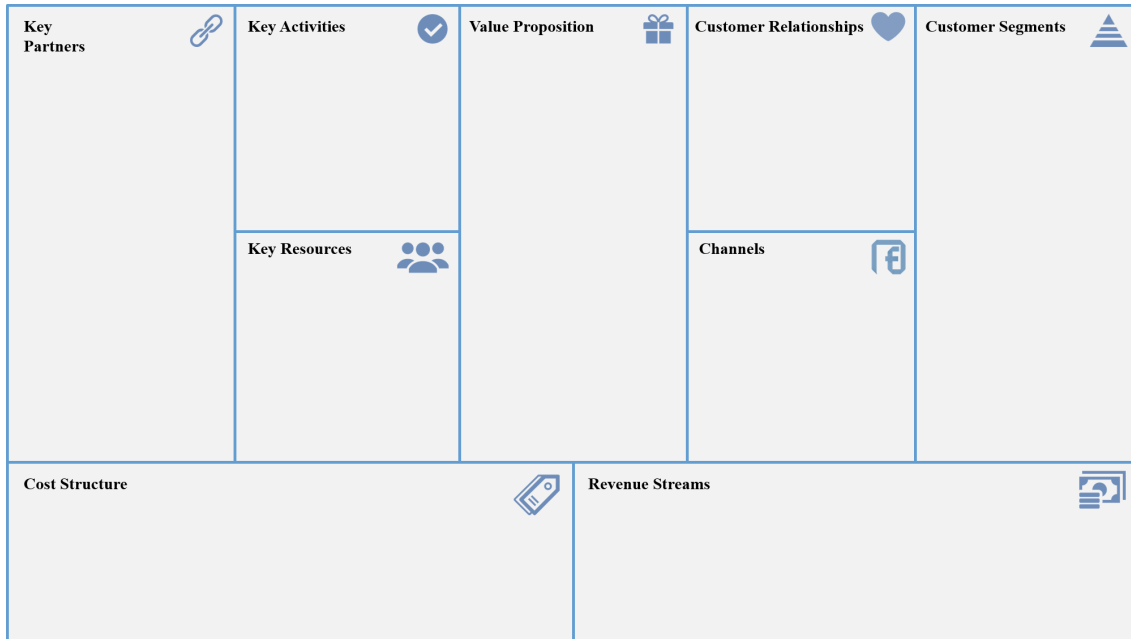 Key
Partners
Key Activities
Value Proposition
Customer Relationships
Customer Segments
Key Resources
Channels
Cost Structure
Revenue Streams